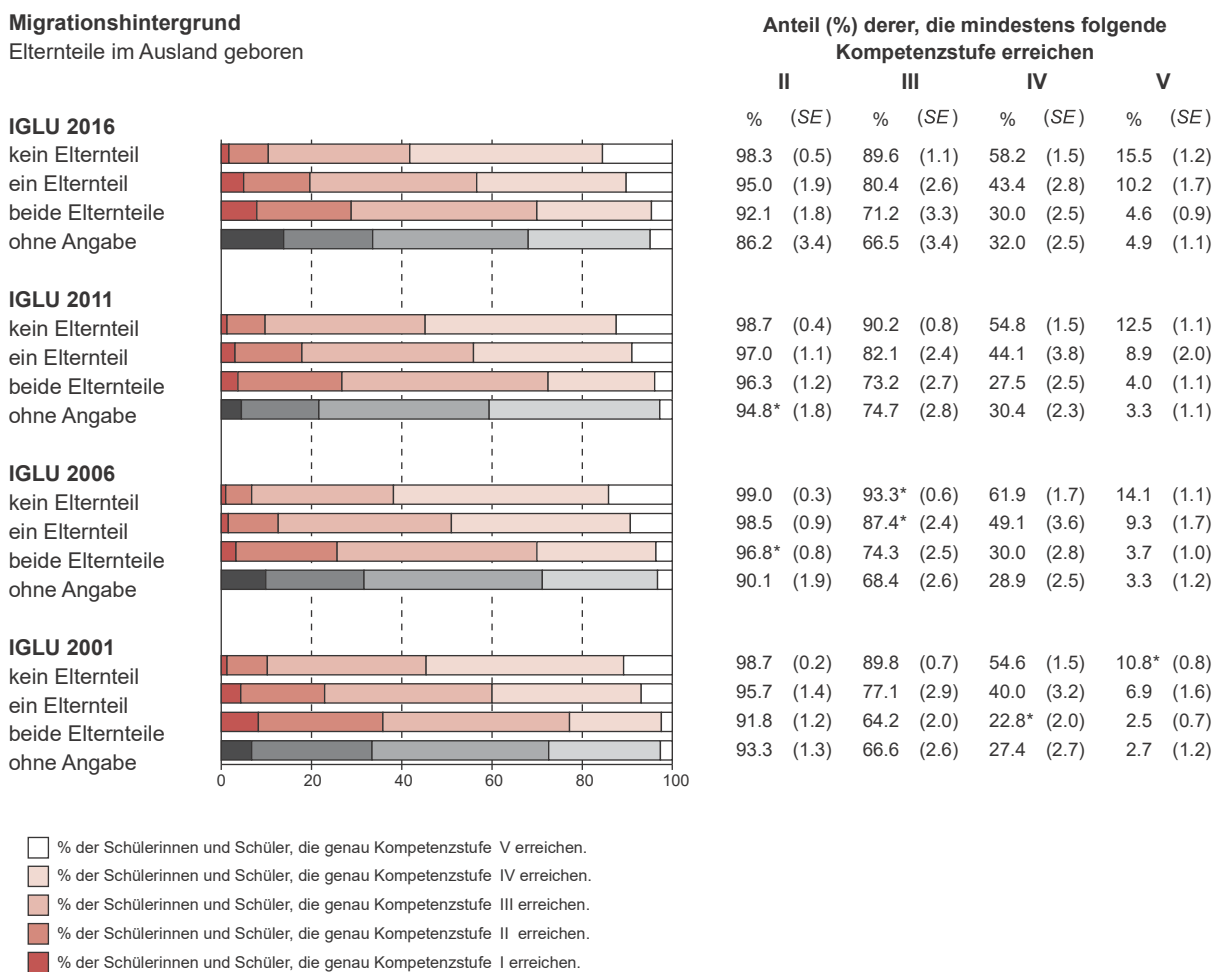 Migrationshintergrund
Elternteile im Ausland geboren
Anteil (%) derer, die mindestens folgende
Kompetenzstufe erreichen
II III IV V
% (SE) % (SE) % (SE) % (SE)
IGLU 2016
kein Elternteil 98.3 (0.5) 89.6 (1.1) 58.2 (1.5) 15.5 (1.2)
ein Elternteil 95.0 (1.9) 80.4 (2.6) 43.4 (2.8) 10.2 (1.7)
beide Elternteile 92.1 (1.8) 71.2 (3.3) 30.0 (2.5) 4.6 (0.9)
ohne Angabe 86.2 (3.4) 66.5 (3.4) 32.0 (2.5) 4.9 (1.1)
IGLU 2011
kein Elternteil 98.7 (0.4) 90.2 (0.8) 54.8 (1.5) 12.5 (1.1)
ein Elternteil 97.0 (1.1) 82.1 (2.4) 44.1 (3.8) 8.9 (2.0)
beide Elternteile 96.3 (1.2) 73.2 (2.7) 27.5 (2.5) 4.0 (1.1)
ohne Angabe 94.8* (1.8) 74.7 (2.8) 30.4 (2.3) 3.3 (1.1)
IGLU 2006
kein Elternteil 99.0 (0.3) 93.3* (0.6) 61.9 (1.7) 14.1 (1.1)
ein Elternteil 98.5 (0.9) 87.4* (2.4) 49.1 (3.6) 9.3 (1.7)
beide Elternteile 96.8* (0.8) 74.3 (2.5) 30.0 (2.8) 3.7 (1.0)
ohne Angabe 90.1 (1.9) 68.4 (2.6) 28.9 (2.5) 3.3 (1.2)
IGLU 2001
kein Elternteil 98.7 (0.2) 89.8 (0.7) 54.6 (1.5) 10.8* (0.8)
ein Elternteil 95.7 (1.4) 77.1 (2.9) 40.0 (3.2) 6.9 (1.6)
beide Elternteile 91.8 (1.2) 64.2 (2.0) 22.8* (2.0) 2.5 (0.7)
ohne Angabe 93.3 (1.3) 66.6 (2.6) 27.4 (2.7) 2.7 (1.2)
0 20 40 60 80 100
% der Schülerinnen und Schüler, die genau Kompetenzstufe V erreichen.
% der Schülerinnen und Schüler, die genau Kompetenzstufe IV erreichen.
% der Schülerinnen und Schüler, die genau Kompetenzstufe III erreichen.
% der Schülerinnen und Schüler, die genau Kompetenzstufe II erreichen.
% der Schülerinnen und Schüler, die genau Kompetenzstufe I erreichen.